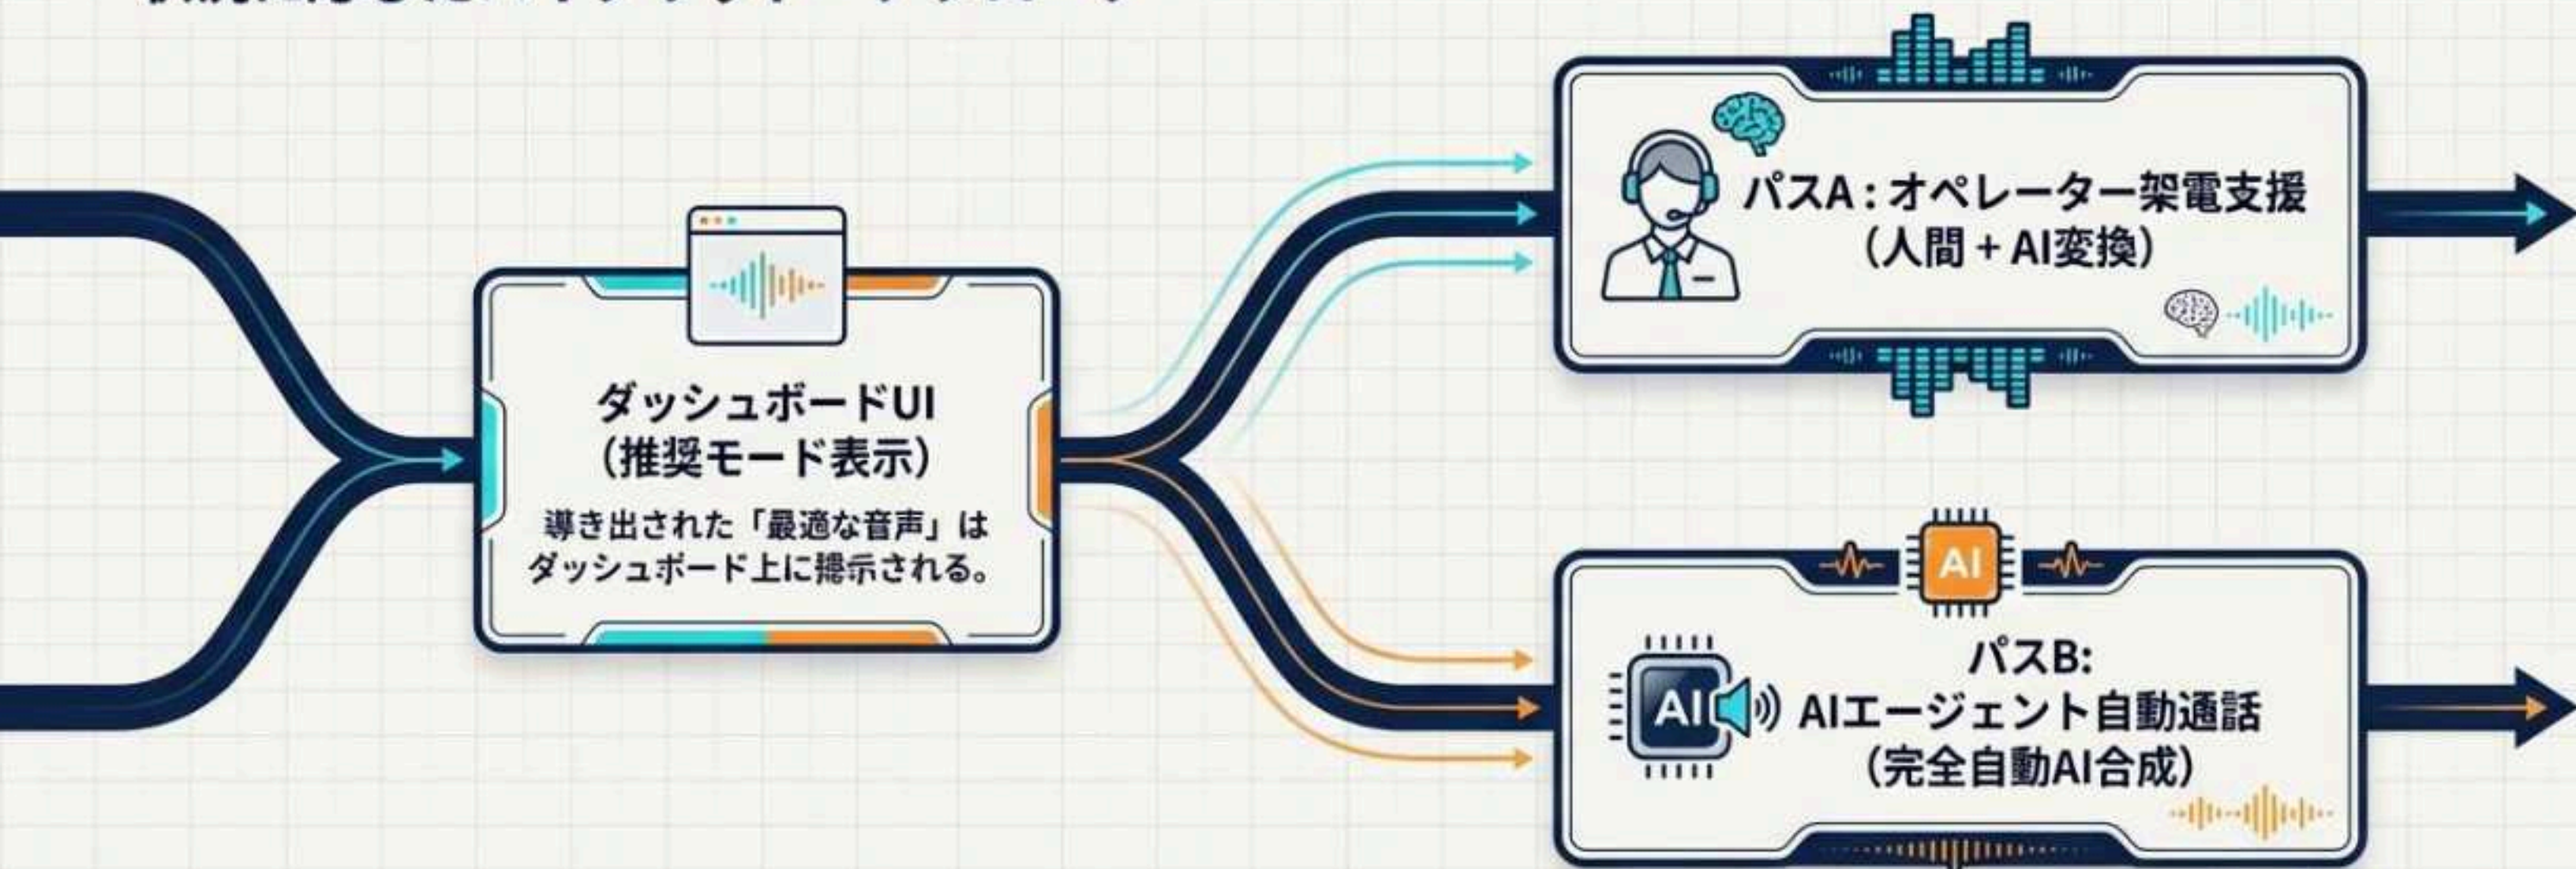 ダッシュボードUI
（推奨モード表示）
導き出された「最適な音声」は
ダッシュボード上に掲示される。
パスA : オペレーター架電支援
（人間 + AI変換）
AI
AI
パスB:
AIエージェント自動通話
（完全自動AI合成）